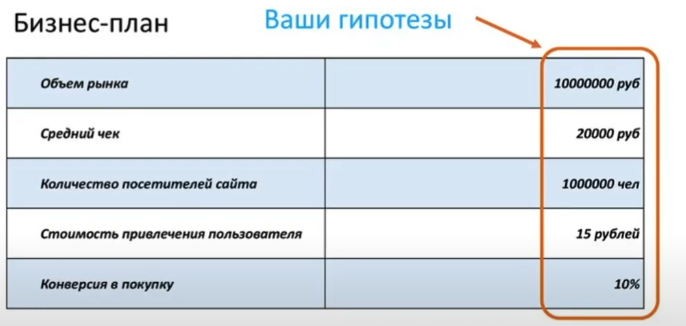 Бизнес-план
Ваши гипотезы
Объем рынка 10000000 руб
Средний чек 20000 руб
Количество посетителей сайта 1000000 чел
Стоимость привлечения пользователя 15 рублей
Конверсия в покупку 10%